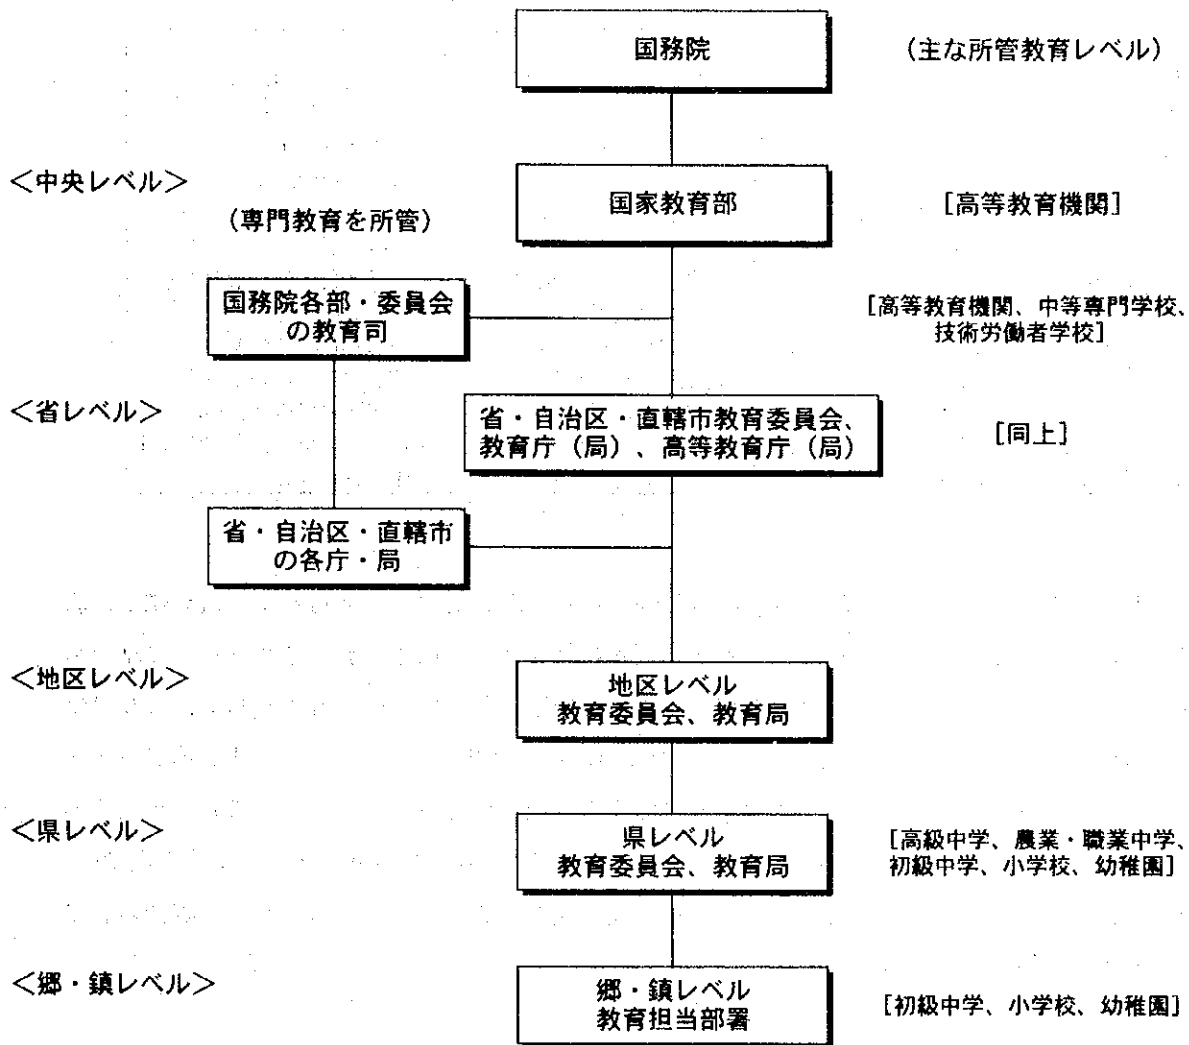 国務院
(主な所管教育レベル)
<中央レベル>
国家教育部
[高等教育機関]
(専門教育を所管)
国務院各部・委員会
の教育司
[高等教育機関、中等専門学校、
技術労働者学校]
<省レベル>
省・自治区・直轄市教育委員会、
教育庁(局)、高等教育庁(局)
[同上]
省・自治区・直轄市
の各庁・局
<地区レベル>
地区レベル
教育委員会、教育局
<県レベル>
県レベル
教育委員会、教育局
[高級中学、農業・職業中学、
初級中学、小学校、幼稚園]
<郷・鎮レベル>
郷・鎮レベル
教育担当部署
[初級中学、小学校、幼稚園]